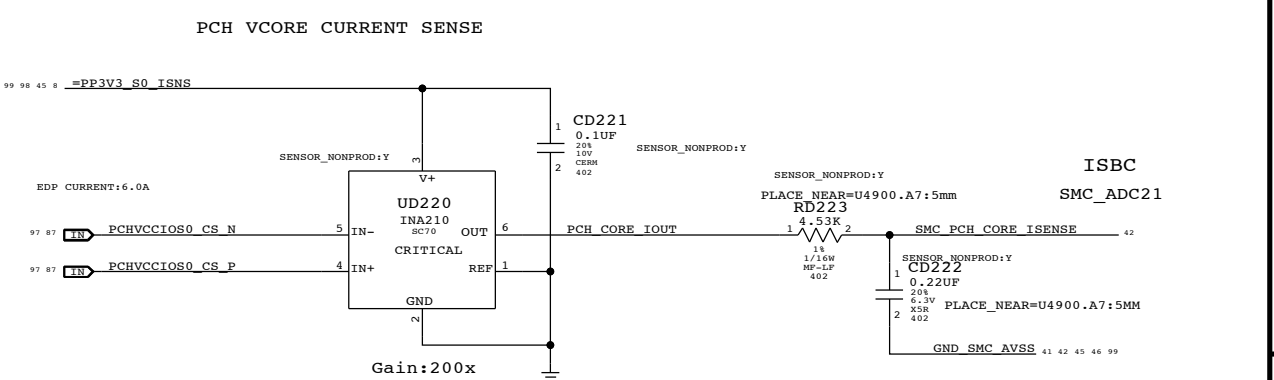 PCH VCORE CURRENT SENSE
99 98 45 8 =PP3V3_S0_ISNS
CD221
1 0.1UF
20%
10V
CERM
2 402
SENSOR_NONPROD:Y
SENSOR_NONPROD:Y
3
V+
EDP CURRENT:6.0A
UD220
INA210
SC70
CRITICAL
97 87 IN PCHVCCIOS0_CS_N 5 IN-
97 87 IN PCHVCCIOS0_CS_P 4 IN+
OUT 6 PCH_CORE_IOUT
REF 1
GND
2
Gain:200x
SENSOR_NONPROD:Y
PLACE_NEAR=U4900.A7:5mm
RD223
1 4.53K 2
1%
1/16W
MF-LF
402
ISBC
SMC_ADC21
SMC_PCH_CORE_ISENSE 42
SENSOR_NONPROD:Y
CD222
1 0.22UF
20%
6.3V
X5R
2 402
PLACE_NEAR=U4900.A7:5MM
GND_SMC_AVSS 41 42 45 46 99